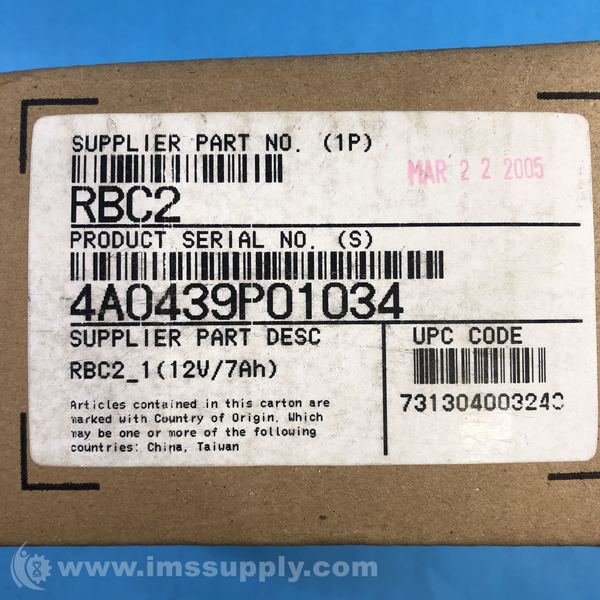 SUPPLIER PART NO. (1P)
MAR 22 2005
RBC2
PRODUCT SERIAL NO. (S)
4A0439P01034
SUPPLIER PART DESC
UPC CODE
RBC2_1(12V/7Ah)
731304003243
Articles contained in this carton are
marked with Country of Origin. Which
may be one or more of the following
countries: China, Taiwan
www.imssupply.com